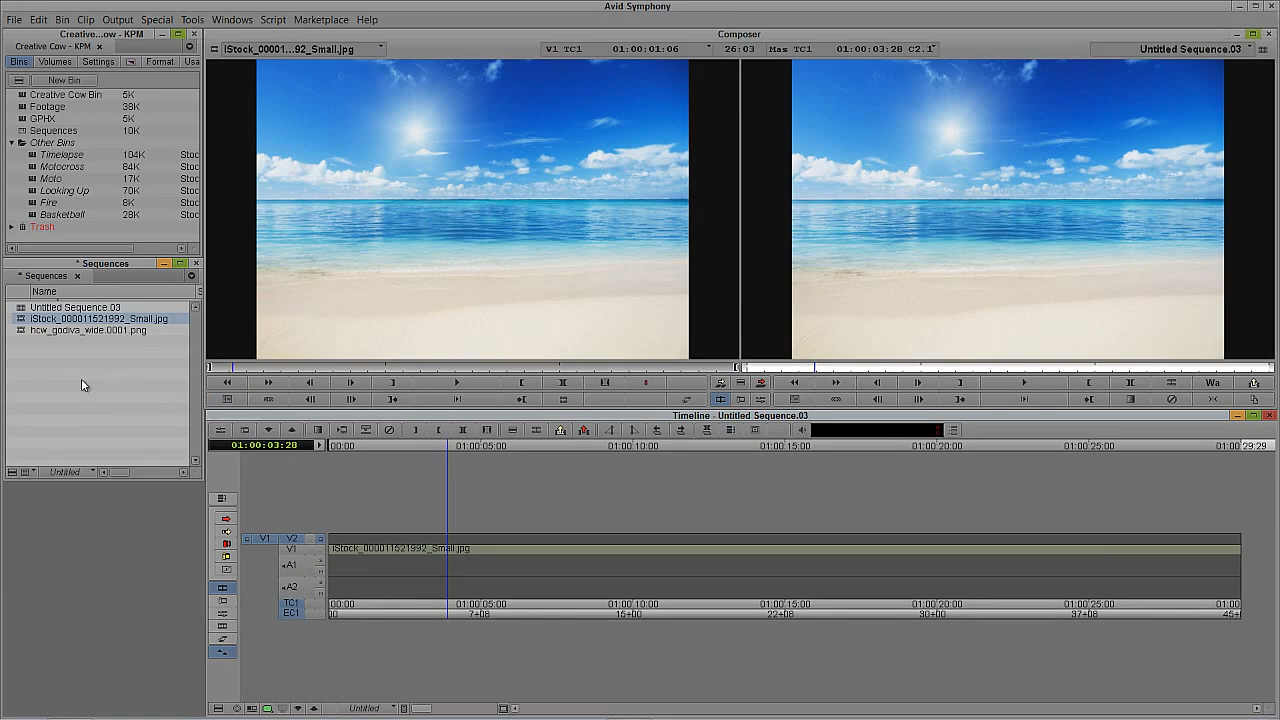 Avid Symphony
File Edit Bin Clip Output Special Tools Windows Script Marketplace Help
Creative...ow - KPM
Composer
Creative Cow - KPM
iStock_00001...92_Small.jpg
V1 TC1 01:00:01:06 26:03 Mas TC1 01:00:03:28 C2.1
Untitled Sequence.03
Bins Volumes Settings Format Usa
New Bin
Creative Cow Bin 5K
Footage 38K
GPHX 5K
Sequences 10K
Other Bins
Timelapse 104K Stoc
Motocross 84K Stoc
Moto 17K Stoc
Looking Up 70K Stoc
Fire 8K Stoc
Basketball 28K Stoc
Trash
* Sequences
* Sequences
Name
Untitled Sequence.03
iStock_000011521992_Small.jpg
hcw_godiva_wide.0001.png
Untitled
Wa
Timeline - Untitled Sequence.03
01:00:03:28 00:00 01:00:05:00 01:00:10:00 01:00:15:00 01:00:20:00 01:00:25:00 01:00 29:29
V1 V2
V1 iStock_000011521992_Small.jpg
A1
A2
TC1 00:00 01:00:05:00 01:00:10:00 01:00:15:00 01:00:20:00 01:00:25:00 01:00
EC1 00 7+08 15+00 22+08 30+00 37+08 45+
Untitled